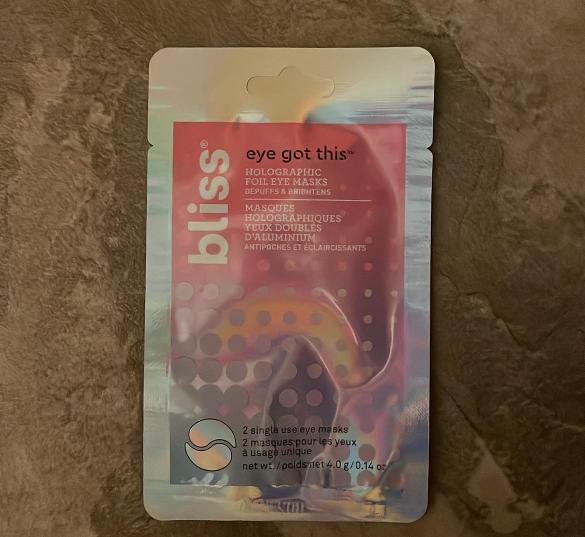 bliss®
eye got this™
HOLOGRAPHIC
FOIL EYE MASKS
DEPUFFS & BRIGHTENS
MASQUES
HOLOGRAPHIQUES
YEUX DOUBLÉS
D'ALUMINIUM
ANTIPOCHES ET ÉCLAIRCISSANTS
2 single use eye masks
2 masques pour les yeux
à usage unique
net wt./poids net 4.0 g/0.14 oz